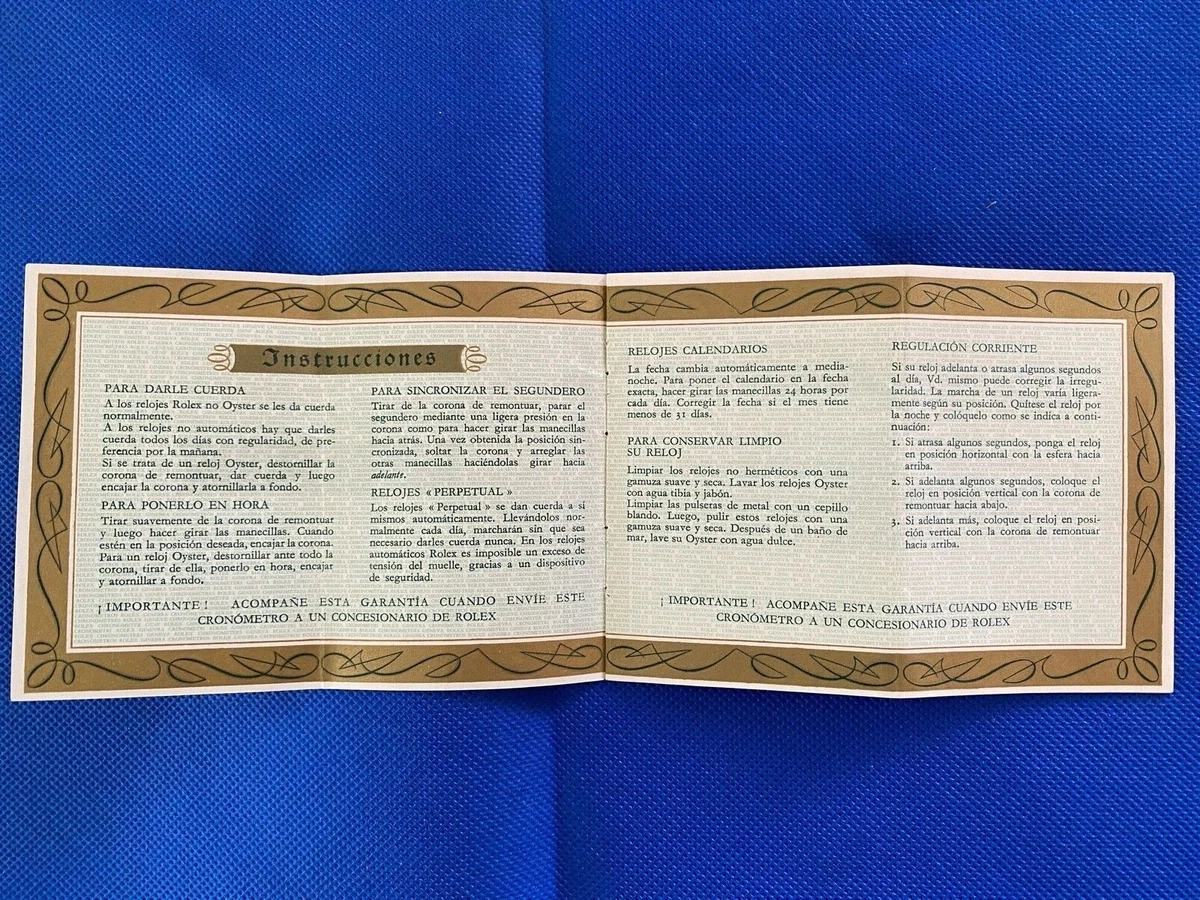 Instrucciones
PARA DARLE CUERDA
A los relojes Rolex no Oyster se les da cuerda
normalmente.
A los relojes no automáticos hay que darles
cuerda todos los días con regularidad, de pre-
ferencia por la mañana.
Si se trata de un reloj Oyster, destornillar la
corona de remontuar, dar cuerda y luego
encajar la corona y atornillarla a fondo.
PARA PONERLO EN HORA
Tirar suavemente de la corona de remontuar
y luego hacer girar las manecillas. Cuando
estén en la posición deseada, encajar la corona.
Para un reloj Oyster, destornillar ante todo la
corona, tirar de ella, ponerlo en hora, encajar
y atornillar a fondo.
PARA SINCRONIZAR EL SEGUNDERO
Tirar de la corona de remontuar, parar el
segundero mediante una ligera presión en la
corona como para hacer girar las manecillas
hacia atrás. Una vez obtenida la posición sin-
cronizada, soltar la corona y arreglar las
otras manecillas haciéndolas girar hacia
adelante.
RELOJES « PERPETUAL »
Los relojes « Perpetual » se dan cuerda a sí
mismos automáticamente. Llevándolos nor-
malmente cada día, marcharán sin que sea
necesario darles cuerda nunca. En los relojes
automáticos Rolex es imposible un exceso de
tensión del muelle, gracias a un dispositivo
de seguridad.
¡ IMPORTANTE ! ACOMPAÑE ESTA GARANTÍA CUANDO ENVÍE ESTE
CRONÓMETRO A UN CONCESIONARIO DE ROLEX
RELOJES CALENDARIOS
La fecha cambia automáticamente a media-
noche. Para poner el calendario en la fecha
exacta, hacer girar las manecillas 24 horas por
cada día. Corregir la fecha si el mes tiene
menos de 31 días.
PARA CONSERVAR LIMPIO
SU RELOJ
Limpiar los relojes no herméticos con una
gamuza suave y seca. Lavar los relojes Oyster
con agua tibia y jabón.
Limpiar las pulseras de metal con un cepillo
blando. Luego, pulir estos relojes con una
gamuza suave y seca. Después de un baño de
mar, lave su Oyster con agua dulce.
REGULACIÓN CORRIENTE
Si su reloj adelanta o atrasa algunos segundos
al día, Vd. mismo puede corregir la irregu-
laridad. La marcha de un reloj varía ligera-
mente según su posición. Quítese el reloj por
la noche y colóquelo como se indica a conti-
nuación:
1. Si atrasa algunos segundos, ponga el reloj
en posición horizontal con la esfera hacia
arriba.
2. Si adelanta algunos segundos, coloque el
reloj en posición vertical con la corona de
remontuar hacia abajo.
3. Si adelanta más, coloque el reloj en posi-
ción vertical con la corona de remontuar
hacia arriba.
¡ IMPORTANTE ! ACOMPAÑE ESTA GARANTÍA CUANDO ENVÍE ESTE
CRONÓMETRO A UN CONCESIONARIO DE ROLEX